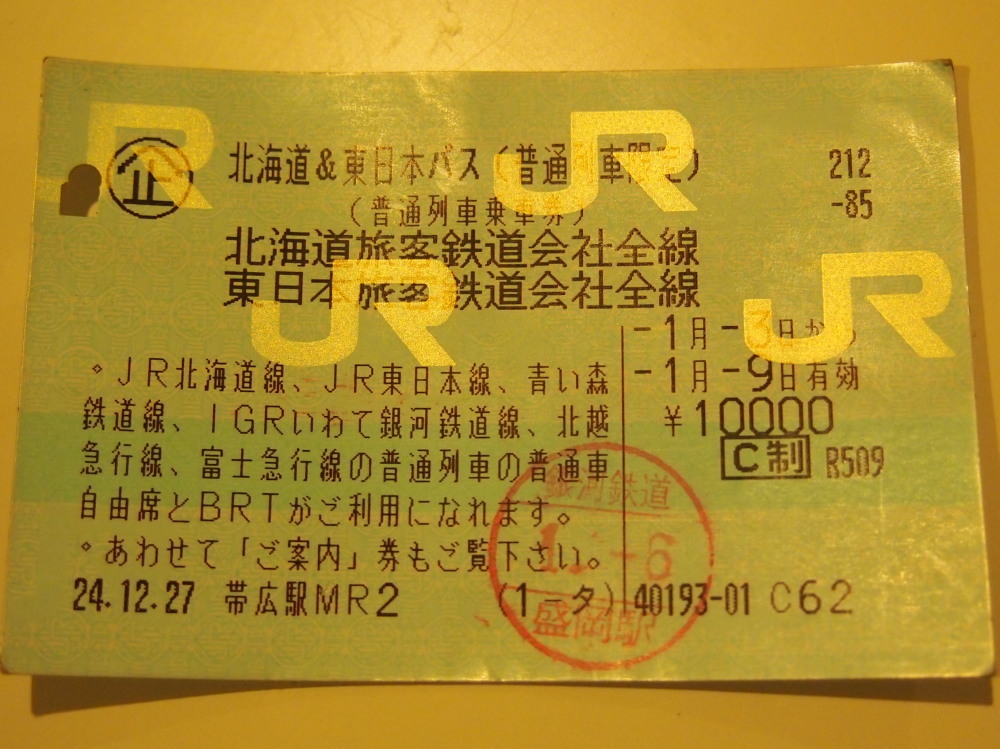 JR JR
企 北海道&東日本パス(普通列車限定) 212
(普通列車乗車券) -85
北海道旅客鉄道会社全線
東日本旅客鉄道会社全線
JR JR
-1月-3日から
-1月-9日有効
¥10000
C制 R509
◦JR北海道線、JR東日本線、青い森
鉄道線、IGRいわて銀河鉄道線、北越
急行線、富士急行線の普通列車の普通車
自由席とBRTがご利用になれます。
◦あわせて「ご案内」券もご覧下さい。
銀河鉄道
-6
盛岡駅
24.12.27 帯広駅MR2 (1-タ) 40193-01 C62